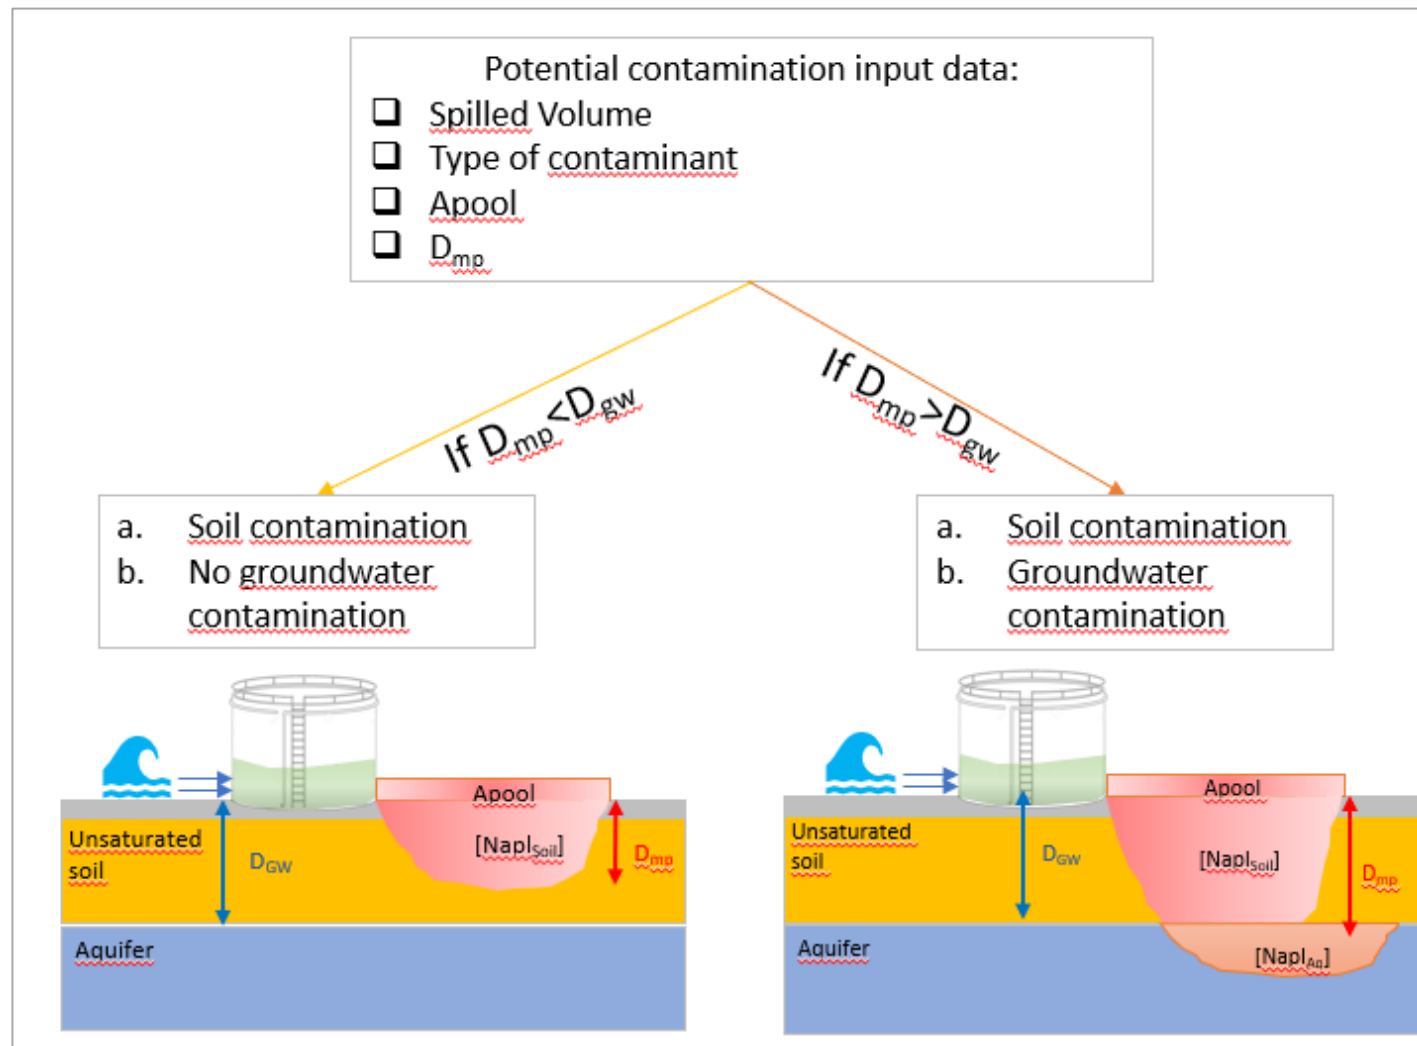 Potential contamination input data:
❑ Spilled Volume
❑ Type of contaminant
❑ Apool
❑ Dmp
If Dmp<Dgw
If Dmp>Dgw
a. Soil contamination
b. No groundwater
contamination
a. Soil contamination
b. Groundwater
contamination
Apool
Unsaturated
soil
DGW
[NaplSoil]
Dmp
Aquifer
Apool
Unsaturated
soil
DGW
[NaplSoil]
Dmp
Aquifer
[NaplAq]